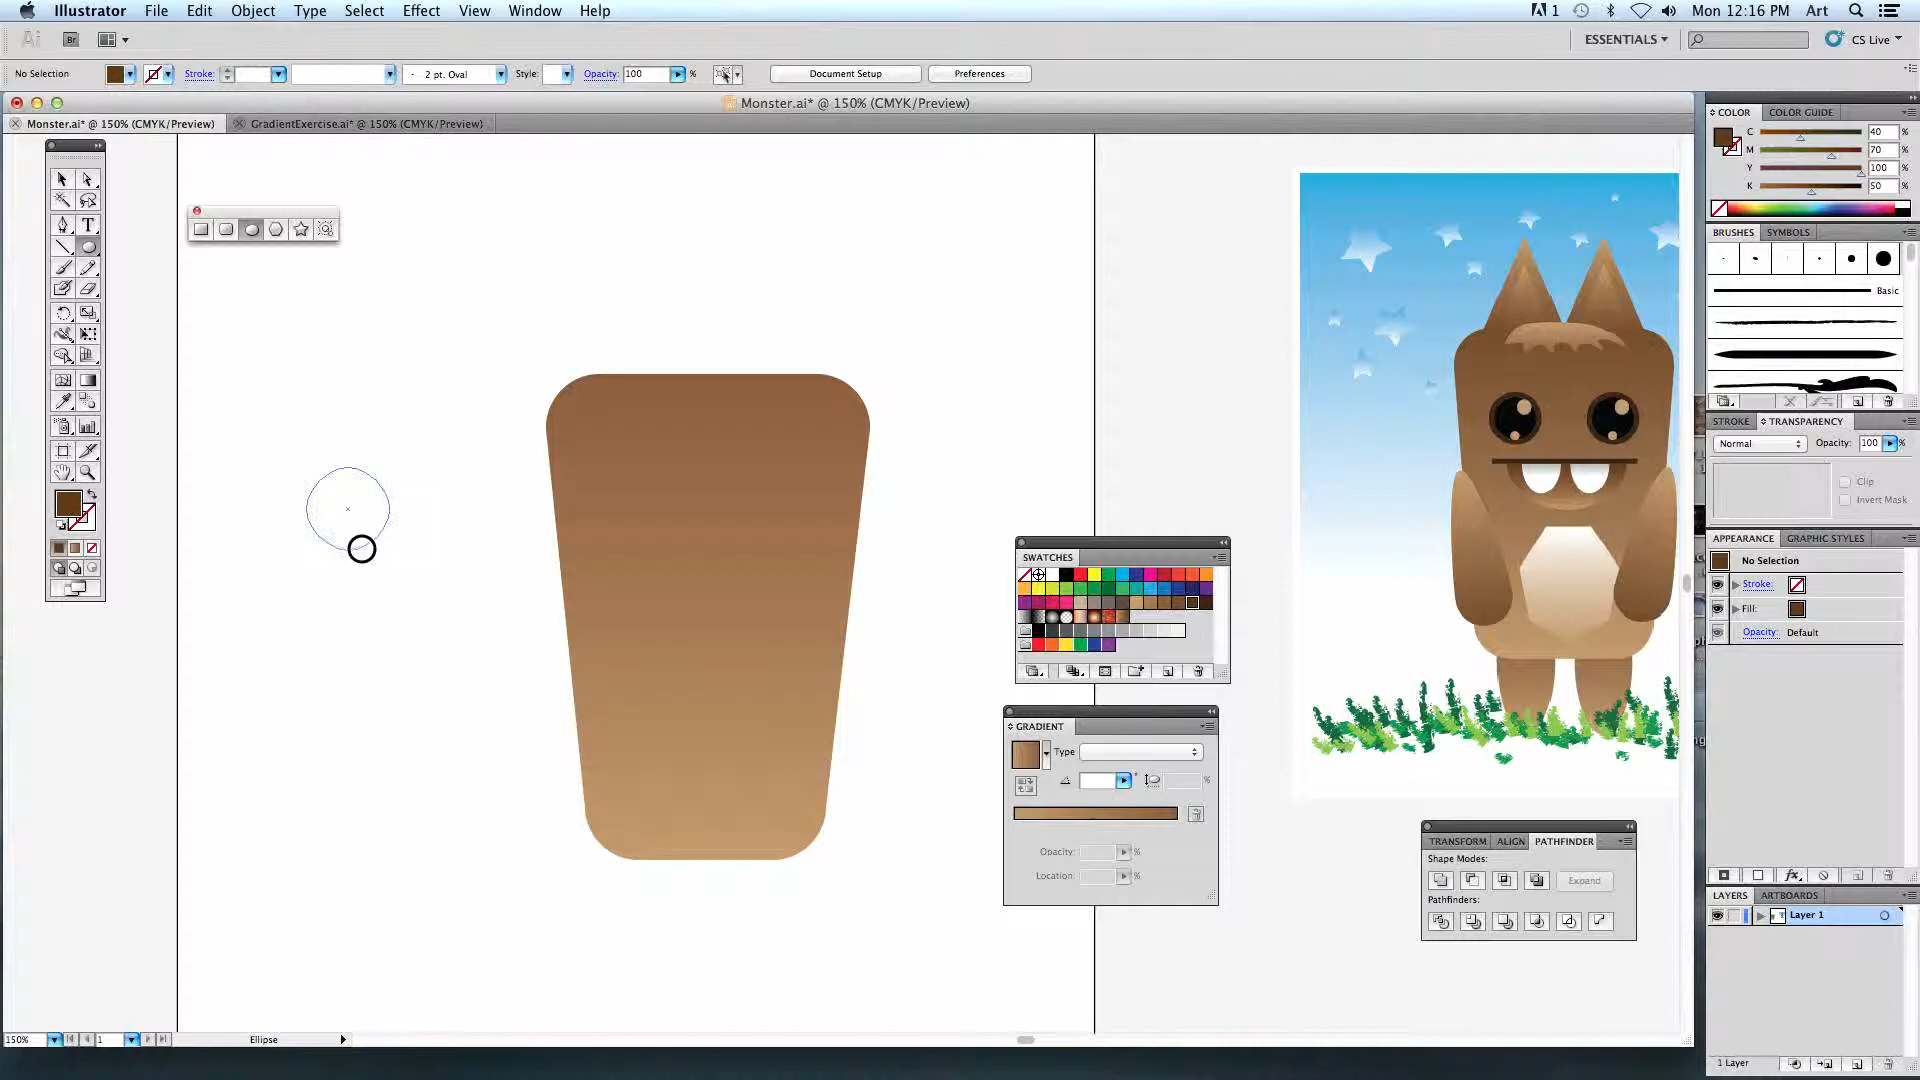 Illustrator File Edit Object Type Select Effect View Window Help
1 Mon 12:16 PM Art
Ai Br ESSENTIALS CS Live
No Selection Stroke: 2 pt. Oval Style: Opacity: 100 % Document Setup Preferences
Monster.ai* @ 150% (CMYK/Preview)
Monster.ai* @ 150% (CMYK/Preview) GradientExercise.ai* @ 150% (CMYK/Preview)
COLOR COLOR GUIDE
C 40 %
M 70 %
Y 100 %
K 50 %
BRUSHES SYMBOLS
Basic
STROKE TRANSPARENCY
Normal Opacity: 100 %
Clip
Invert Mask
APPEARANCE GRAPHIC STYLES
No Selection
Stroke:
Fill:
Opacity: Default
SWATCHES
GRADIENT
Type
%
Opacity: %
Location: %
TRANSFORM ALIGN PATHFINDER
Shape Modes:
Expand
Pathfinders:
LAYERS ARTBOARDS
Layer 1
1 Layer
150% 1 Ellipse